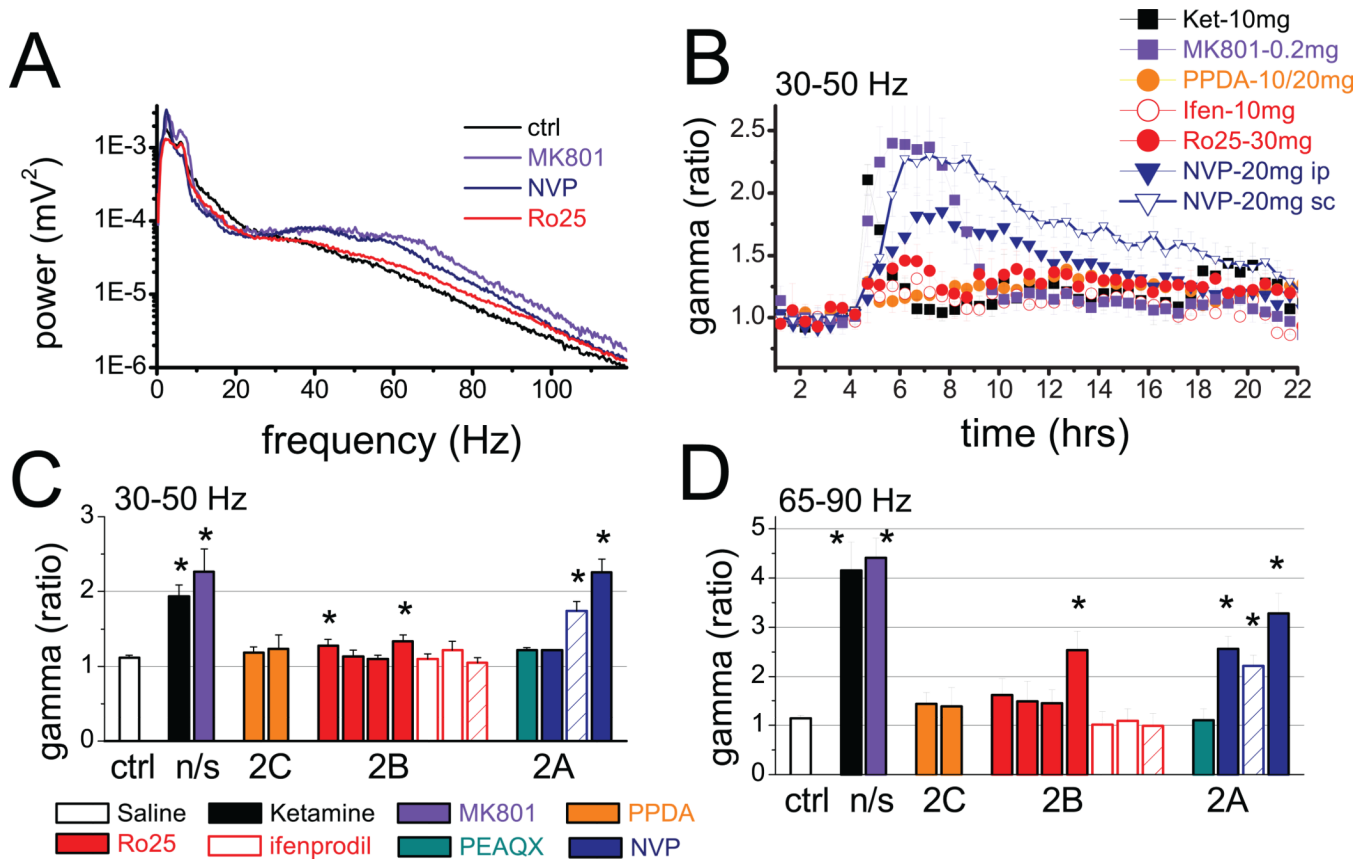 A
power (mV²)
1E-3
1E-4
1E-5
1E-6
0
20
40
60
80
100
frequency (Hz)
ctrl
MK801
NVP
Ro25
B
30-50 Hz
Ket-10mg
MK801-0.2mg
PPDA-10/20mg
Ifen-10mg
Ro25-30mg
NVP-20mg ip
NVP-20mg sc
gamma (ratio)
2.5
2.0
1.5
1.0
2
4
6
8
10
12
14
16
18
20
22
time (hrs)
C
30-50 Hz
gamma (ratio)
3
2
1
0
* * * * * *
ctrl n/s 2C 2B 2A
D
65-90 Hz
gamma (ratio)
5
4
3
2
1
0
* * * * * *
ctrl n/s 2C 2B 2A
Saline Ketamine MK801 PPDA
Ro25 ifenprodil PEAQX NVP